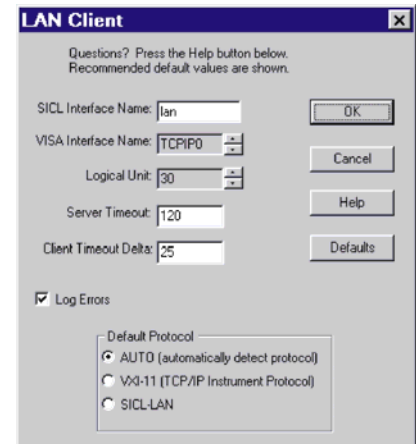 LAN Client
Questions? Press the Help button below.
Recommended default values are shown.
SICL Interface Name: lan
OK
VISA Interface Name: TCPIP0
Cancel
Logical Unit: 30
Help
Server Timeout: 120
Client Timeout Delta: 25
Defaults
Log Errors
Default Protocol
AUTO (automatically detect protocol)
VXI-11 (TCP/IP Instrument Protocol)
SICL-LAN